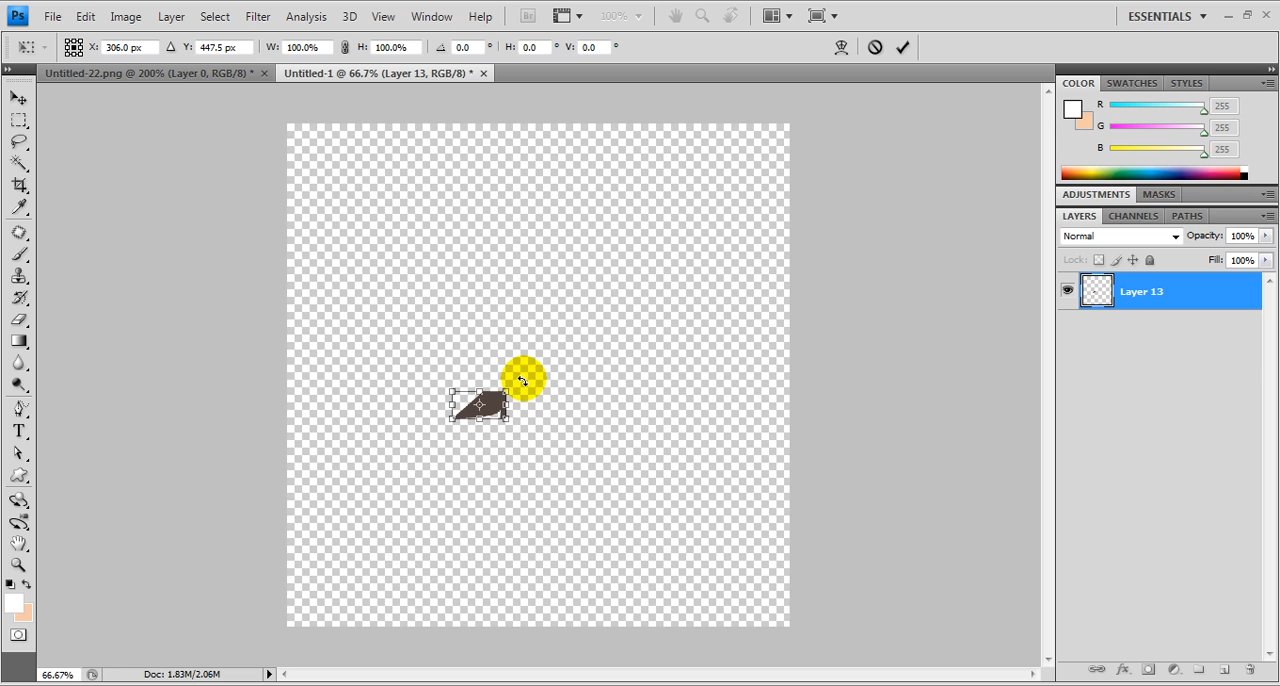 Ps File Edit Image Layer Select Filter Analysis 3D View Window Help Br 100% ESSENTIALS
X: 306.0 px Y: 447.5 px W: 100.0% H: 100.0% 0.0 ° H: 0.0 ° V: 0.0 °
Untitled-22.png @ 200% (Layer 0, RGB/8) * Untitled-1 @ 66.7% (Layer 13, RGB/8) *
COLOR SWATCHES STYLES
R 255
G 255
B 255
ADJUSTMENTS MASKS
LAYERS CHANNELS PATHS
Normal Opacity: 100%
Lock: Fill: 100%
Layer 13
T
66.67% Doc: 1.83M/2.06M